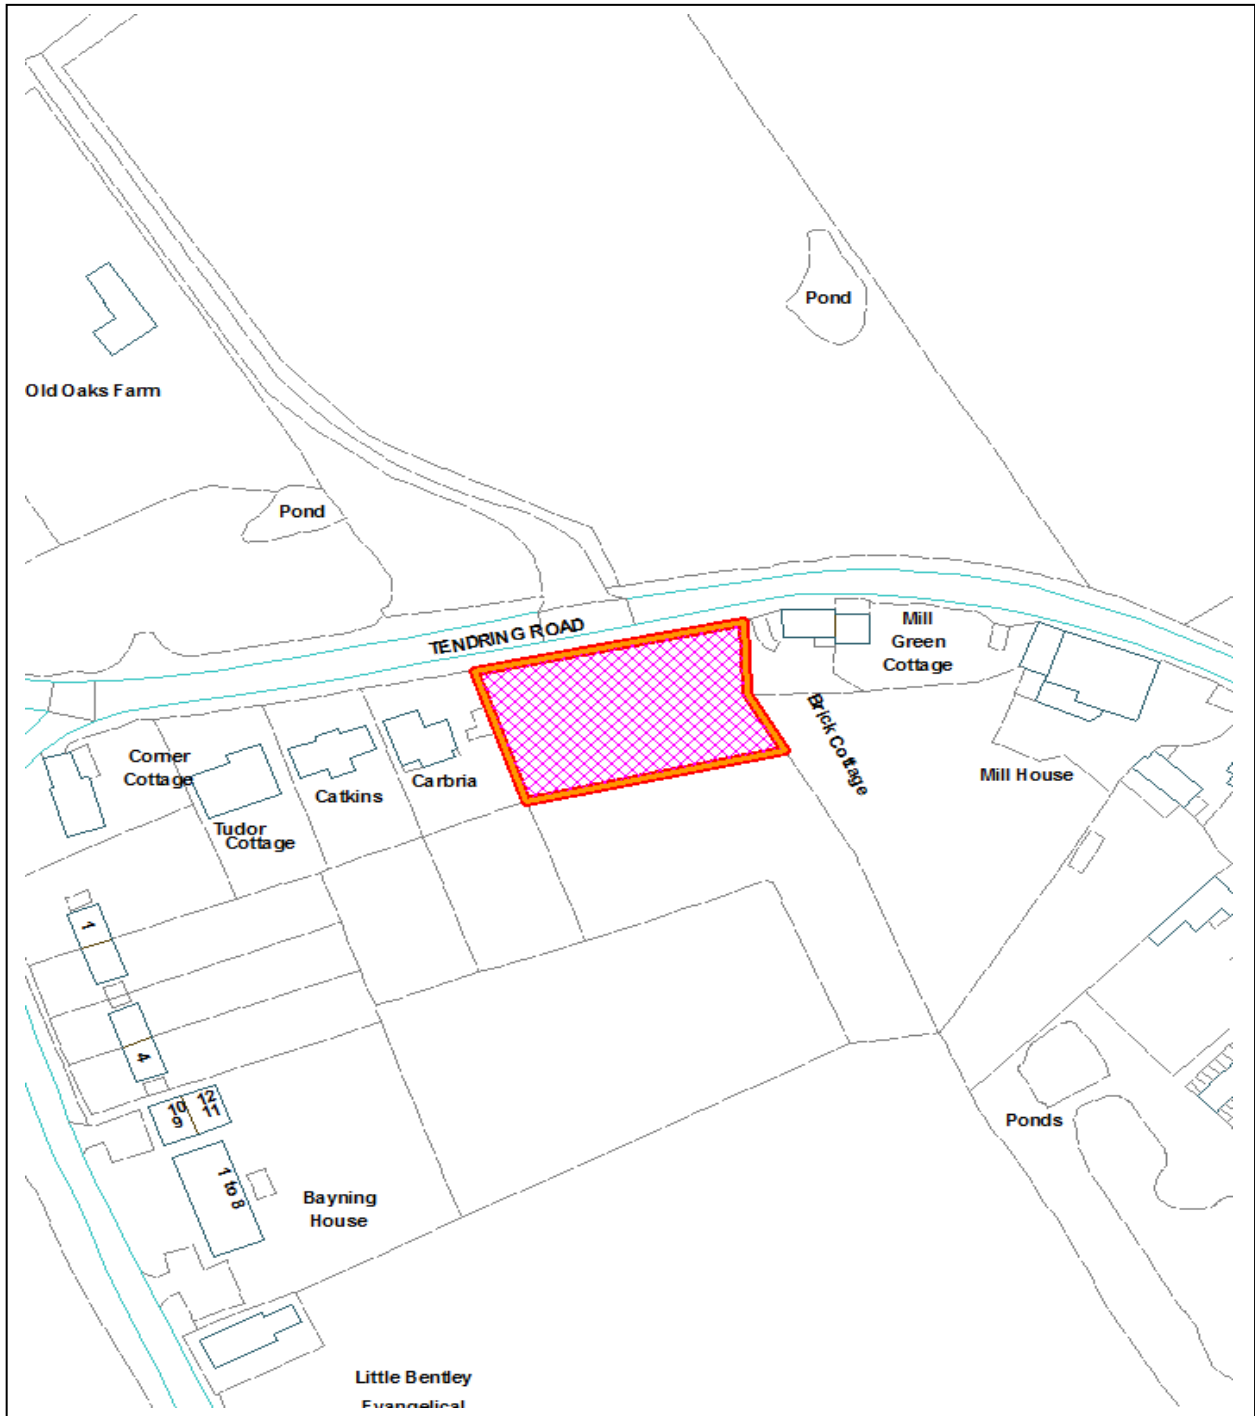 Pond
Old Oaks Farm
Pond
TENDRING ROAD
Mill
Green
Cottage
Brick Cottage
Corner
Cottage
Carbria
Mill House
Catkins
Tudor
Cottage
1
4
10
9
12
11
Ponds
1 to 8
Bayning
House
Little Bentley
Evangelical